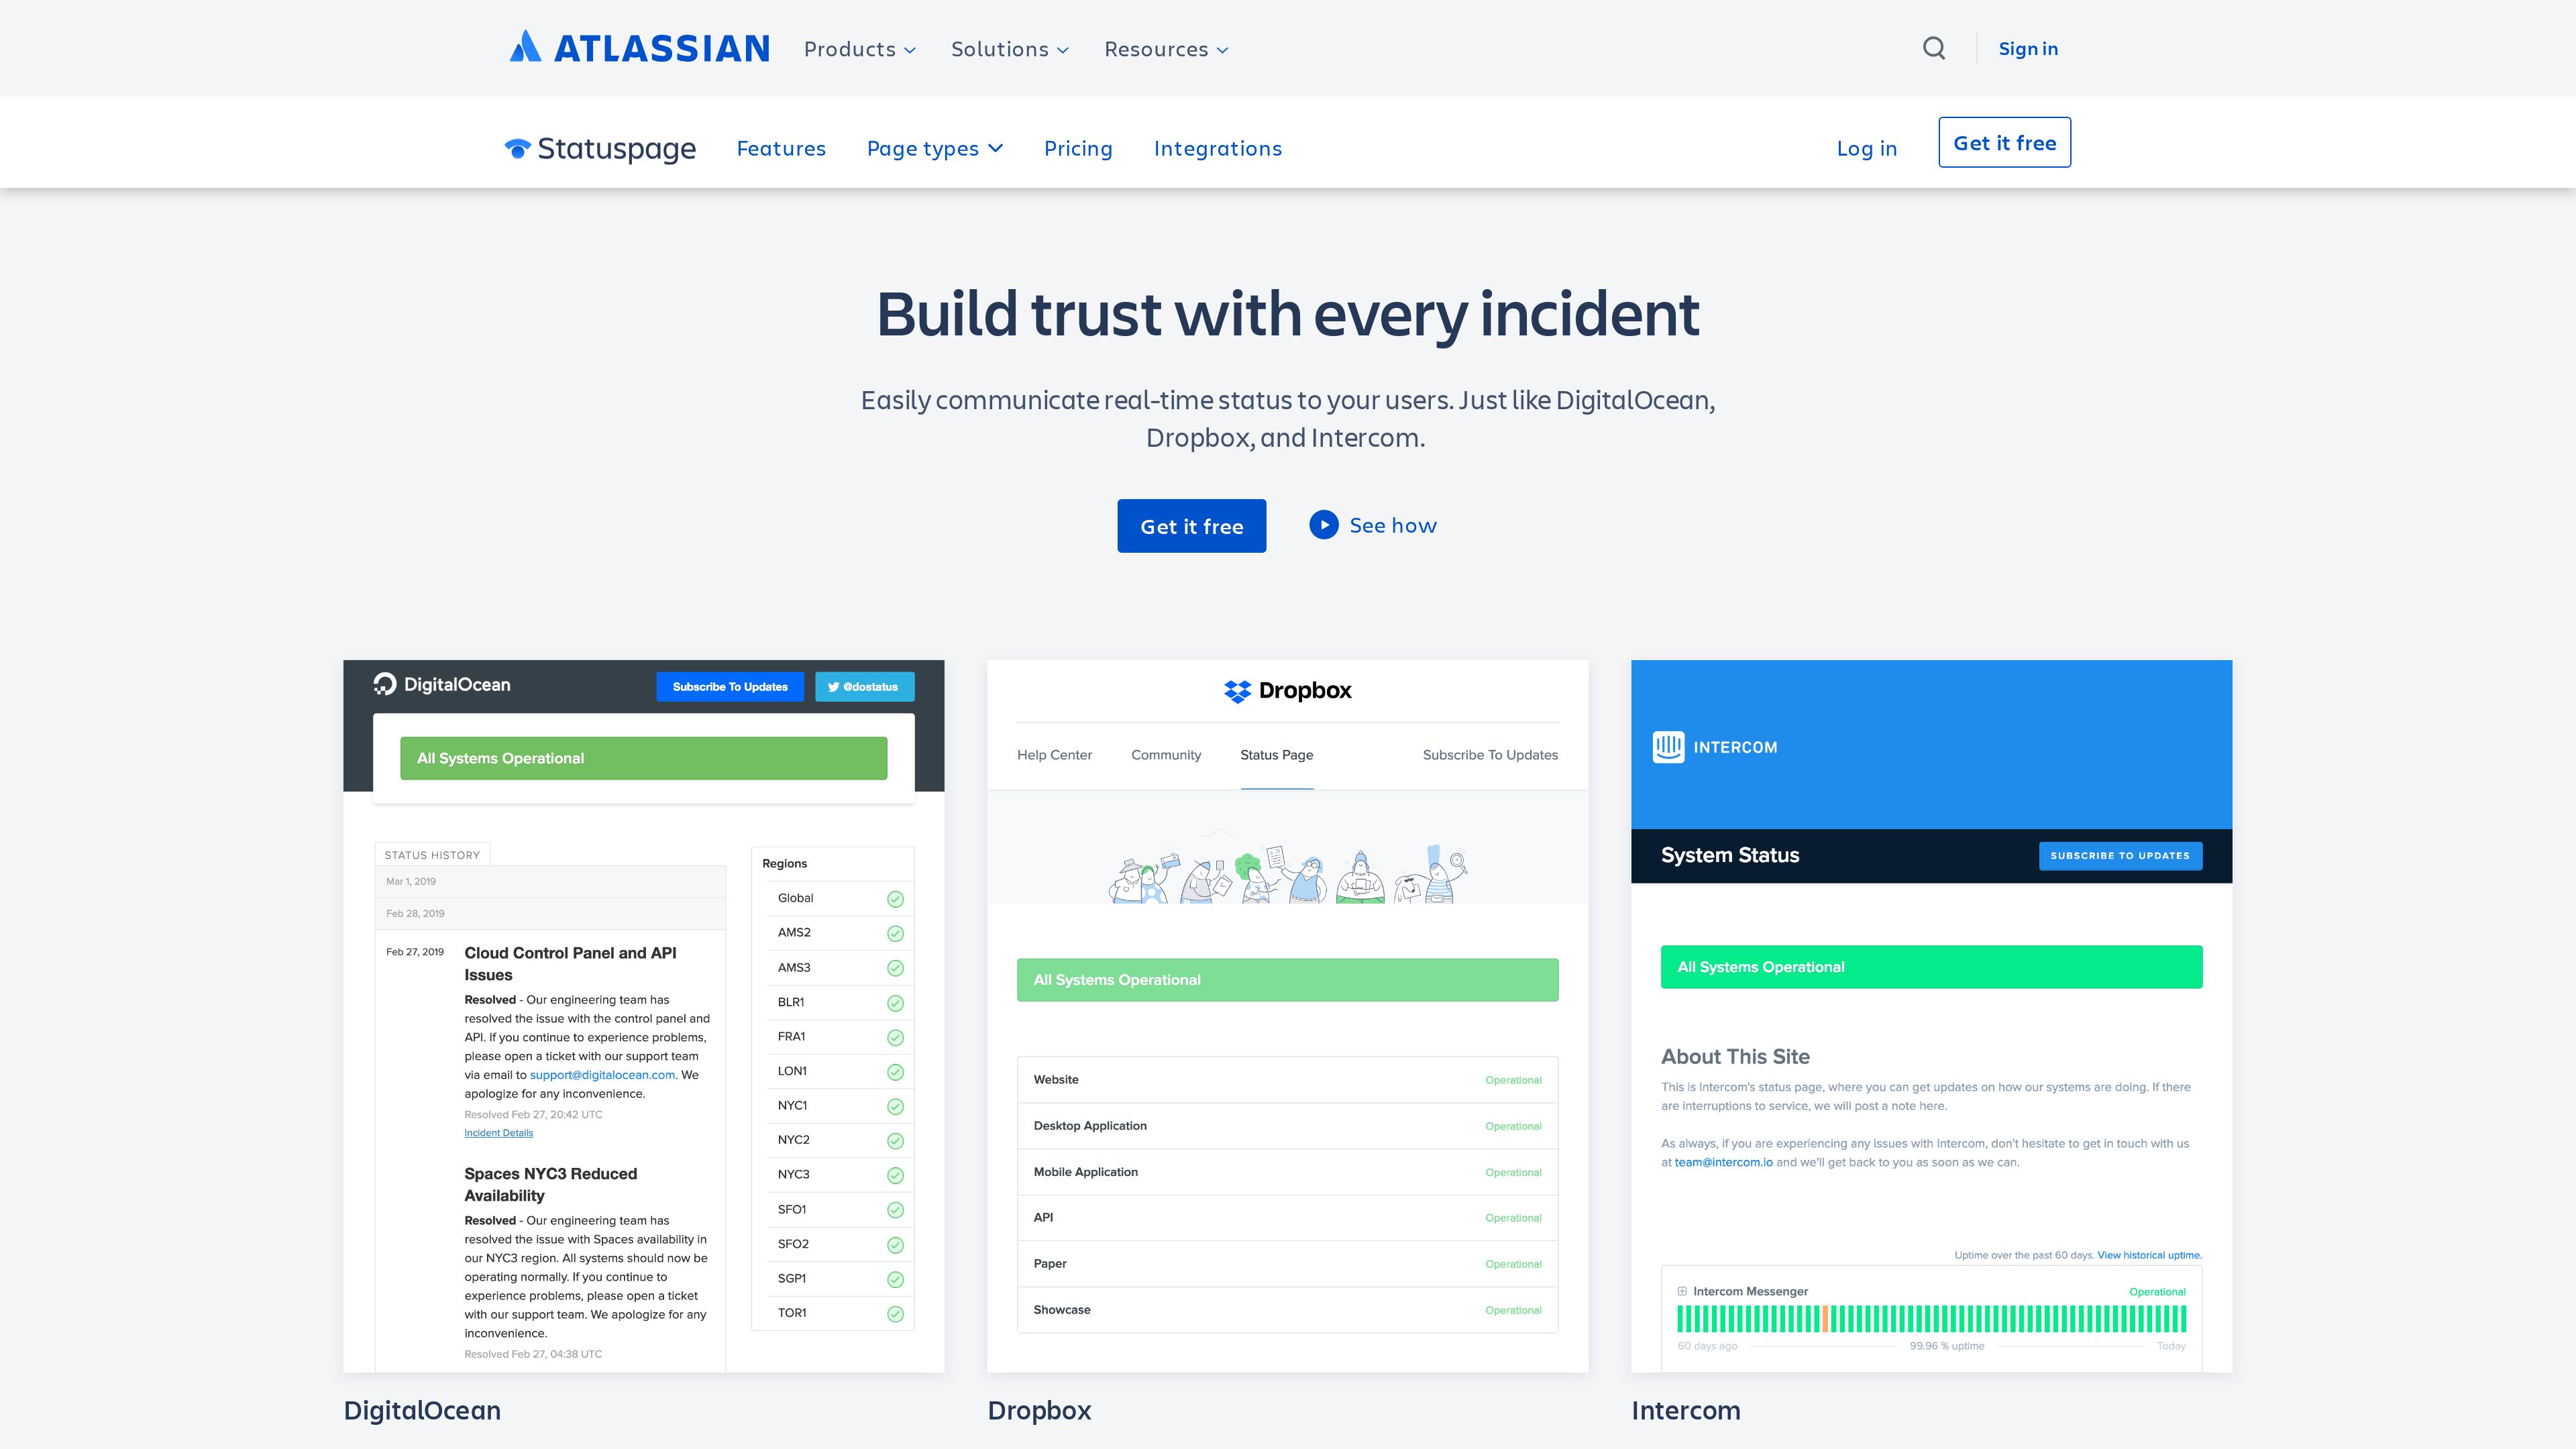 ATLASSIAN Products Solutions Resources Sign in
Statuspage Features Page types Pricing Integrations Log in Get it free
Build trust with every incident
Easily communicate real-time status to your users. Just like DigitalOcean,
Dropbox, and Intercom.
Get it free See how
DigitalOcean Subscribe To Updates @dostatus
All Systems Operational
STATUS HISTORY
Mar 1, 2019
Feb 28, 2019
Feb 27, 2019 Cloud Control Panel and API
Issues
Resolved - Our engineering team has
resolved the issue with the control panel and
API. If you continue to experience problems,
please open a ticket with our support team
via email to support@digitalocean.com. We
apologize for any inconvenience.
Resolved Feb 27, 20:42 UTC
Incident Details
Spaces NYC3 Reduced
Availability
Resolved - Our engineering team has
resolved the issue with Spaces availability in
our NYC3 region. All systems should now be
operating normally. If you continue to
experience problems, please open a ticket
with our support team. We apologize for any
inconvenience.
Resolved Feb 27, 04:38 UTC
Regions
Global
AMS2
AMS3
BLR1
FRA1
LON1
NYC1
NYC2
NYC3
SFO1
SFO2
SGP1
TOR1
DigitalOcean
Dropbox
Help Center Community Status Page Subscribe To Updates
All Systems Operational
Website Operational
Desktop Application Operational
Mobile Application Operational
API Operational
Paper Operational
Showcase Operational
Dropbox
INTERCOM
System Status SUBSCRIBE TO UPDATES
All Systems Operational
About This Site
This is Intercom's status page, where you can get updates on how our systems are doing. If there
are interruptions to service, we will post a note here.
As always, if you are experiencing any issues with Intercom, don't hesitate to get in touch with us
at team@intercom.io and we'll get back to you as soon as we can.
Uptime over the past 60 days. View historical uptime.
Intercom Messenger Operational
60 days ago 99.96 % uptime Today
Intercom